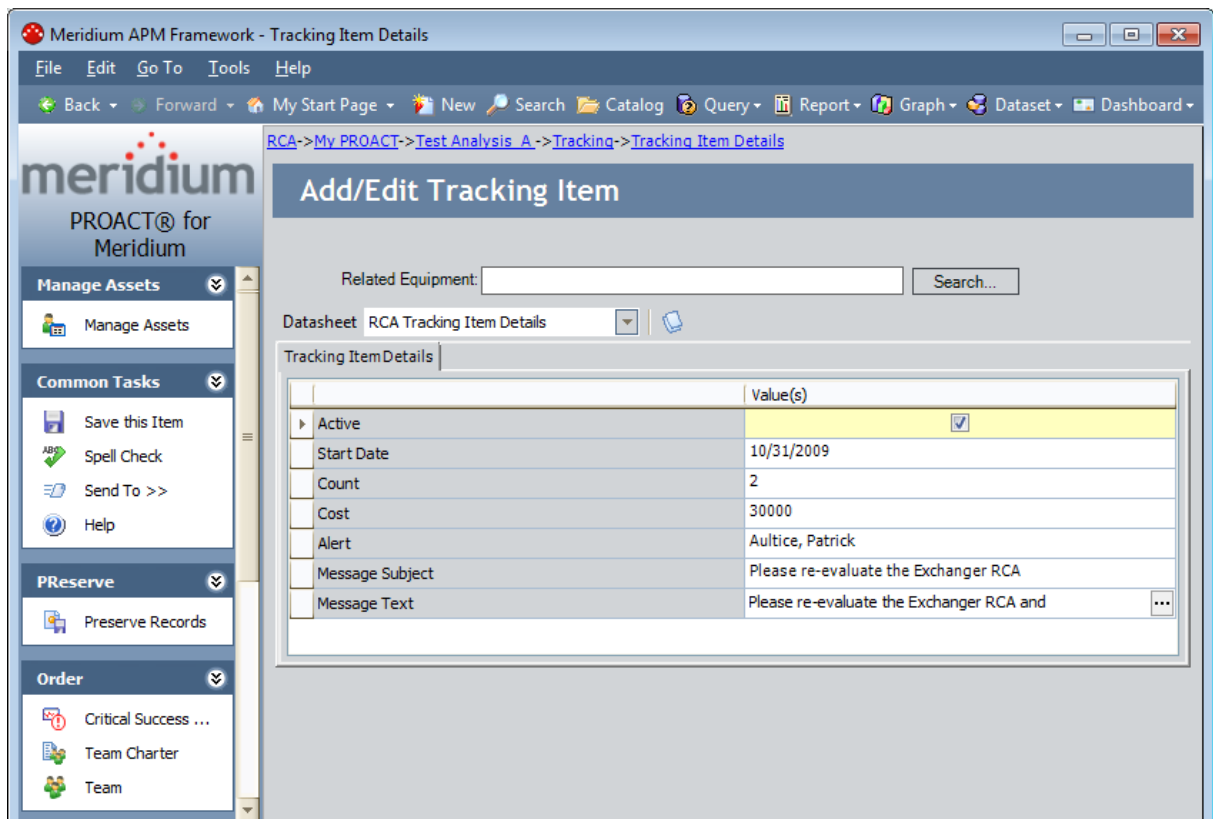 Meridium APM Framework - Tracking Item Details
File Edit Go To Tools Help
Back Forward My Start Page New Search Catalog Query Report Graph Dataset Dashboard
RCA->My PROACT->Test Analysis A ->Tracking->Tracking Item Details
meridium
PROACT® for
Meridium
Add/Edit Tracking Item
Related Equipment: Search...
Datasheet RCA Tracking Item Details
Tracking Item Details
Value(s)
Active
Start Date 10/31/2009
Count 2
Cost 30000
Alert Aultice, Patrick
Message Subject Please re-evaluate the Exchanger RCA
Message Text Please re-evaluate the Exchanger RCA and ...
Manage Assets
Manage Assets
Common Tasks
Save this Item
ABC Spell Check
Send To >>
Help
PReserve
Preserve Records
Order
Critical Success ...
Team Charter
Team